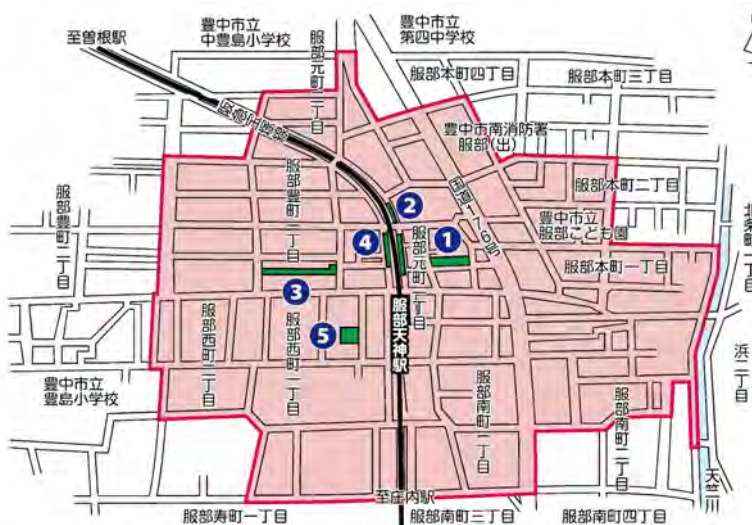 豊中市立
中豊島小学校
豊中市立
第四中学校
至曽根駅
服部元町二丁目
服部本町四丁目
服部本町三丁目
阪急宝塚線
豊中市南消防署
服部(出)
国道176号
服部本町二丁目
服部豊町二丁目
服部豊町一丁目
2
豊中市立
服部こども園
4
1
服部元町一丁目
服部本町一丁目
北条町一丁目
3
服部天神駅
服部西町二丁目
服部西町一丁目
5
浜二丁目
豊中市立
豊島小学校
服部南町一丁目
服部南町二丁目
天竺川
至庄内駅
服部寿町一丁目
服部南町三丁目
服部南町四丁目